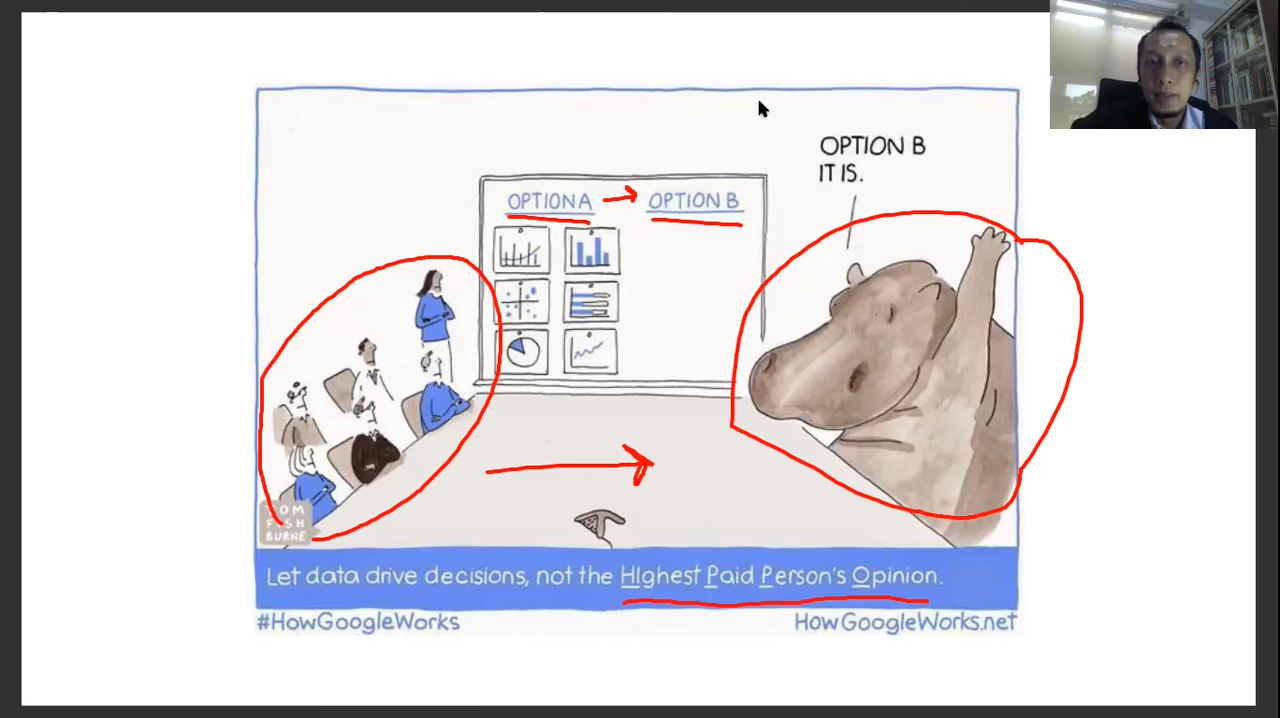 OPTION B
IT IS.
OPTION A
OPTION B
TOM
FISH
BURNE
Let data drive decisions, not the HIghest Paid Person's Opinion.
#HowGoogleWorks
HowGoogleWorks.net